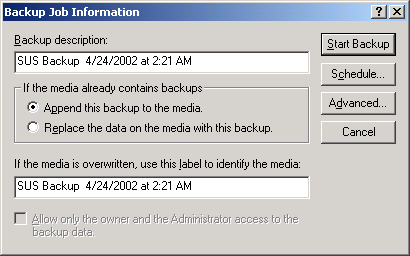 Backup Job Information
Backup description:
SUS Backup 4/24/2002 at 2:21 AM
If the media already contains backups
Append this backup to the media.
Replace the data on the media with this backup.
If the media is overwritten, use this label to identify the media:
SUS Backup 4/24/2002 at 2:21 AM
Allow only the owner and the Administrator access to the
backup data.
Start Backup
Schedule...
Advanced...
Cancel